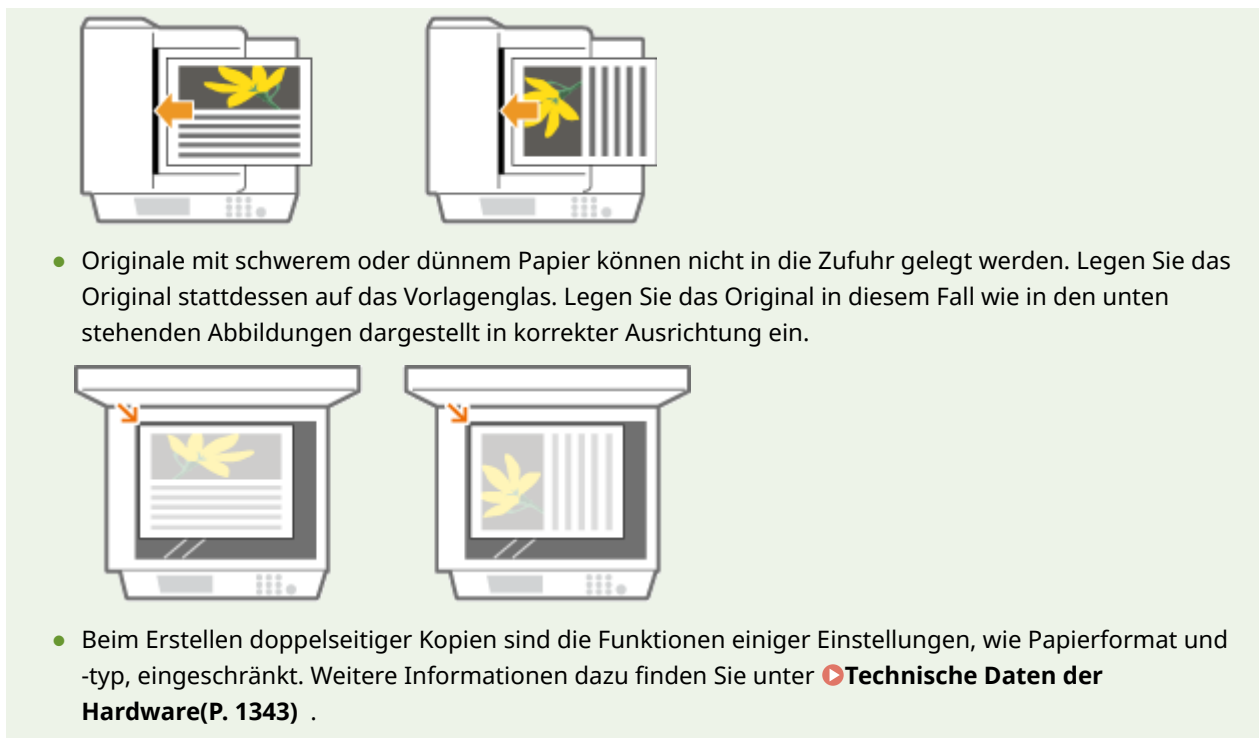 ● Originale mit schwerem oder dünnem Papier können nicht in die Zufuhr gelegt werden. Legen Sie das
Original stattdessen auf das Vorlagenglas. Legen Sie das Original in diesem Fall wie in den unten
stehenden Abbildungen dargestellt in korrekter Ausrichtung ein.
● Beim Erstellen doppelseitiger Kopien sind die Funktionen einiger Einstellungen, wie Papierformat und
-typ, eingeschränkt. Weitere Informationen dazu finden Sie unter Technische Daten der
Hardware(P. 1343) .